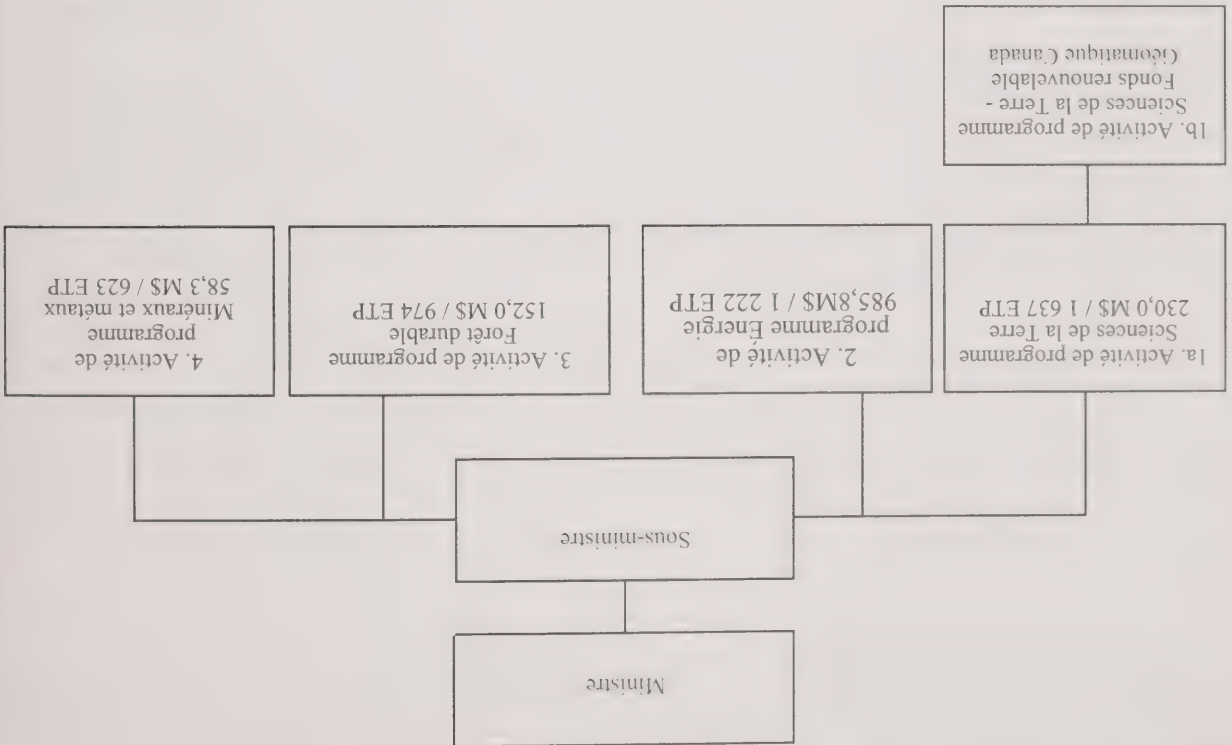 Ministre
Sous-ministre
1a. Activité de programme
Sciences de la Terre
230,0 M$ / 1 637 ETP
2. Activité de
programme Énergie
985,8M$ / 1 222 ETP
3. Activité de programme
Forêt durable
152,0 M$ / 974 ETP
4. Activité de
programme
Minéraux et métaux
58,3 M$ / 623 ETP
1b. Activité de programme
Sciences de la Terre -
Fonds renouvelable
Géomatique Canada